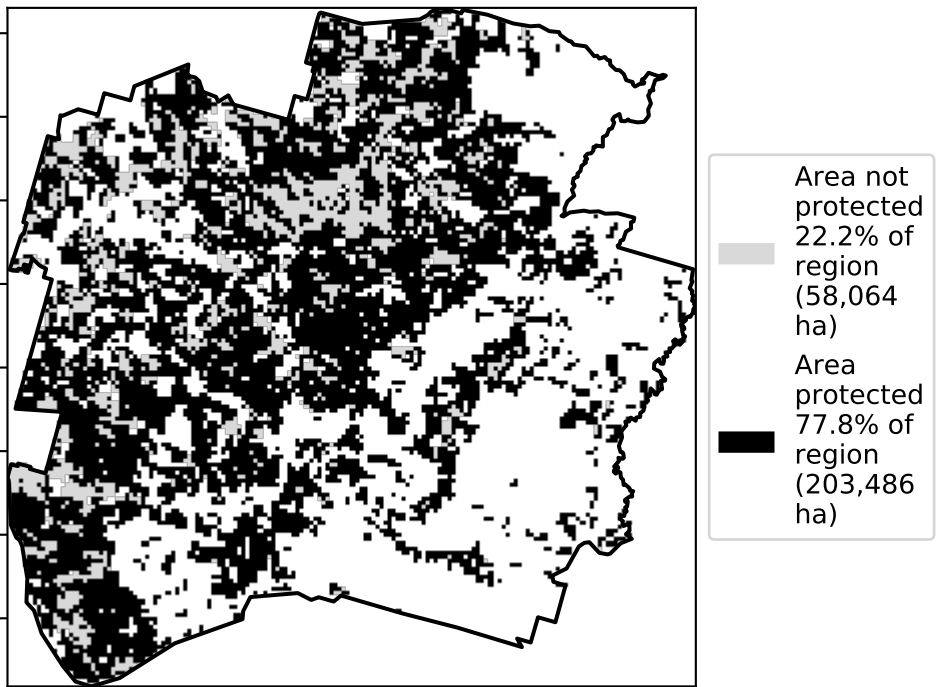 Area not
protected
22.2% of
region
(58,064
ha)
Area
protected
77.8% of
region
(203,486
ha)